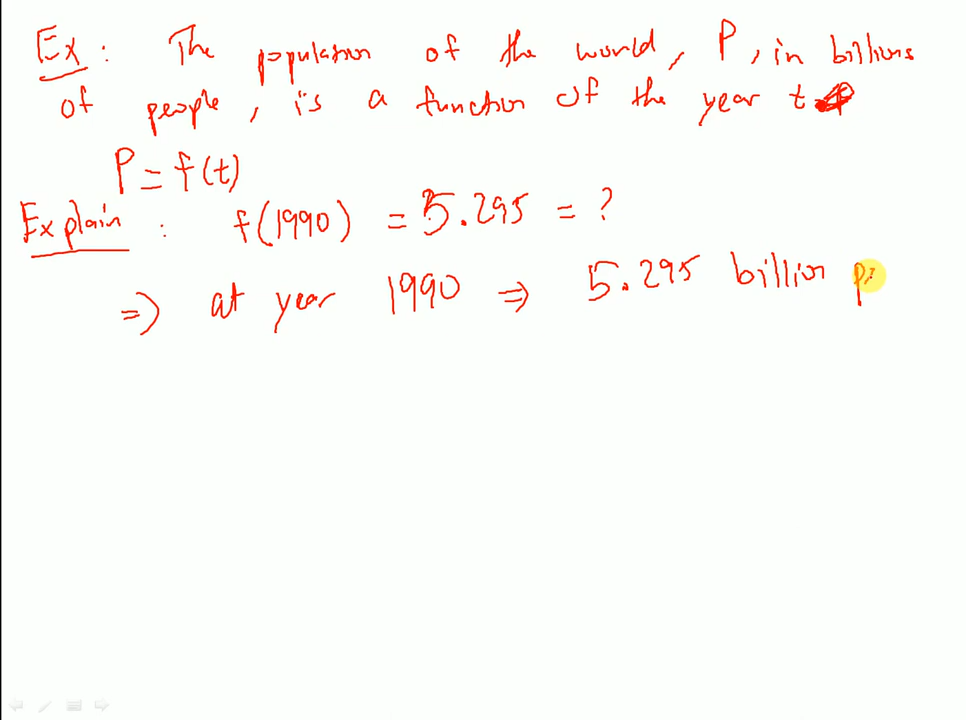 Ex : The population of the world, P, in billions
of people, is a function of the year t
P = f(t)
Explain : f(1990) = 5.295 = ?
⇒ at year 1990 ⇒ 5.295 billion